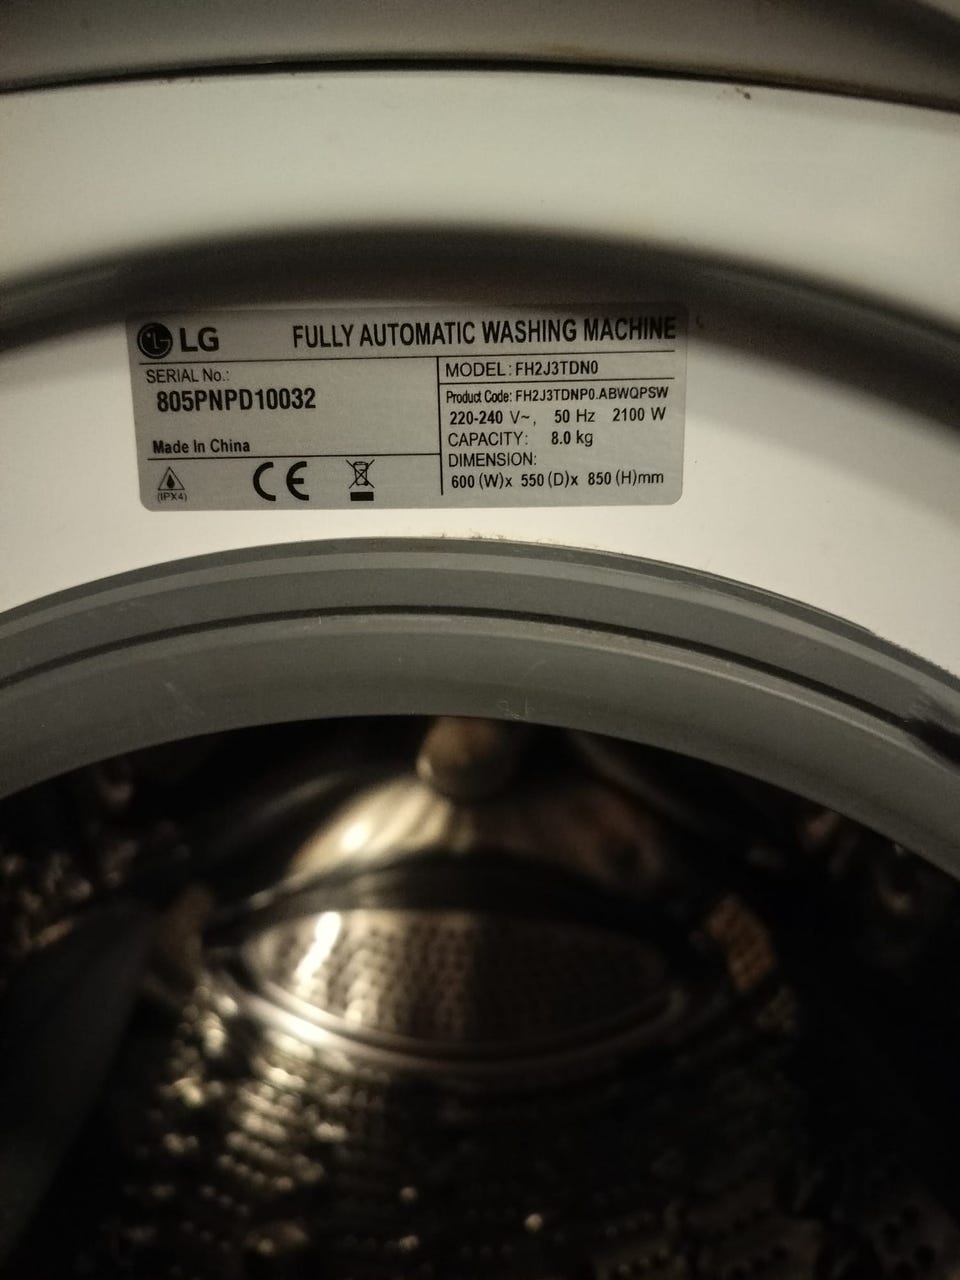 LG FULLY AUTOMATIC WASHING MACHINE
SERIAL No.:
805PNPD10032
Made In China
(IPX4)
CE
MODEL: FH2J3TDN0
Product Code: FH2J3TDNP0.ABWQPSW
220-240 V~, 50 Hz 2100 W
CAPACITY: 8.0 kg
DIMENSION:
600 (W)x 550 (D)x 850 (H)mm